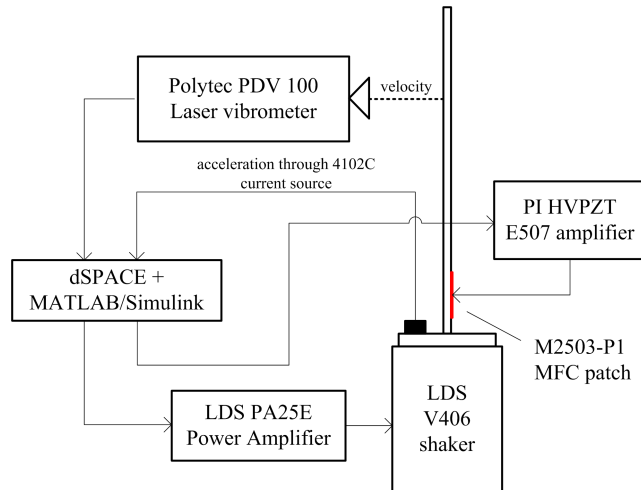 Polytec PDV 100
Laser vibrometer
velocity
acceleration through 4102C
current source
PI HVPZT
E507 amplifier
dSPACE +
MATLAB/Simulink
M2503-P1
MFC patch
LDS PA25E
Power Amplifier
LDS
V406
shaker